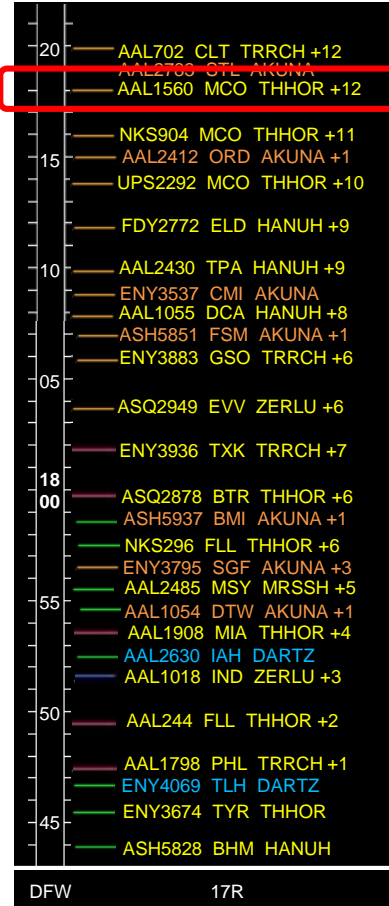 20
AAL702 CLT TRRCH +12
AAL2783 STL AKUNA
AAL1560 MCO THHOR +12
NKS904 MCO THHOR +11
15 AAL2412 ORD AKUNA +1
UPS2292 MCO THHOR +10
FDY2772 ELD HANUH +9
10 AAL2430 TPA HANUH +9
ENY3537 CMI AKUNA
AAL1055 DCA HANUH +8
ASH5851 FSM AKUNA +1
ENY3883 GSO TRRCH +6
05
ASQ2949 EVV ZERLU +6
ENY3936 TXK TRRCH +7
18
00 ASQ2878 BTR THHOR +6
ASH5937 BMI AKUNA +1
NKS296 FLL THHOR +6
ENY3795 SGF AKUNA +3
AAL2485 MSY MRSSH +5
55
AAL1054 DTW AKUNA +1
AAL1908 MIA THHOR +4
AAL2630 IAH DARTZ
AAL1018 IND ZERLU +3
50 AAL244 FLL THHOR +2
AAL1798 PHL TRRCH +1
ENY4069 TLH DARTZ
ENY3674 TYR THHOR
45
ASH5828 BHM HANUH
DFW 17R